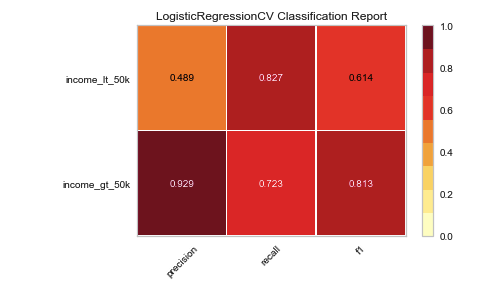 LogisticRegressionCV Classification Report
income_lt_50k
0.489
0.827
0.614
income_gt_50k
0.929
0.723
0.813
precision
recall
f1
1.0
0.8
0.6
0.4
0.2
0.0